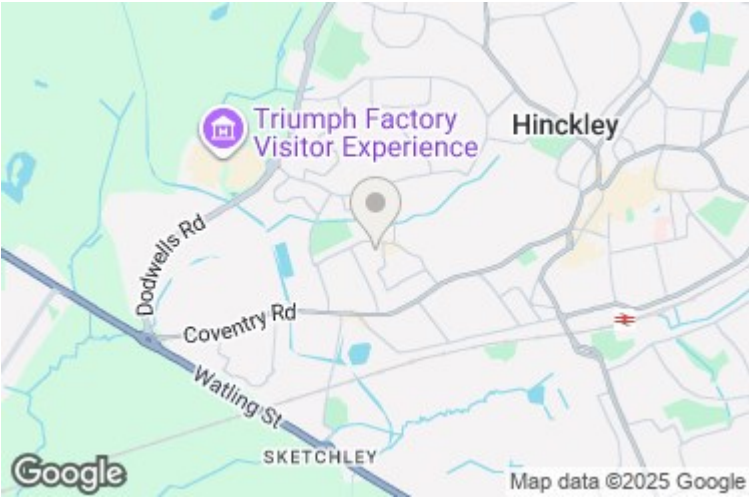 Triumph Factory
Visitor Experience
Hinckley
Dodwells Rd
Coventry Rd
Watling St
SKETCHLEY
Google
Map data ©2025 Google